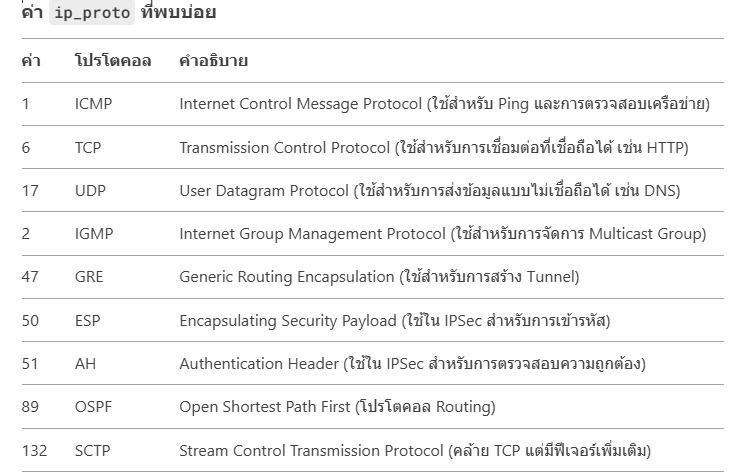 ค่า ip_proto ที่พบบ่อย
ค่า โปรโตคอล คำอธิบาย
1 ICMP Internet Control Message Protocol (ใช้สำหรับ Ping และการตรวจสอบเครือข่าย)
6 TCP Transmission Control Protocol (ใช้สำหรับการเชื่อมต่อที่เชื่อถือได้ เช่น HTTP)
17 UDP User Datagram Protocol (ใช้สำหรับการส่งข้อมูลแบบไม่เชื่อถือได้ เช่น DNS)
2 IGMP Internet Group Management Protocol (ใช้สำหรับการจัดการ Multicast Group)
47 GRE Generic Routing Encapsulation (ใช้สำหรับการสร้าง Tunnel)
50 ESP Encapsulating Security Payload (ใช้ใน IPSec สำหรับการเข้ารหัส)
51 AH Authentication Header (ใช้ใน IPSec สำหรับการตรวจสอบความถูกต้อง)
89 OSPF Open Shortest Path First (โปรโตคอล Routing)
132 SCTP Stream Control Transmission Protocol (คล้าย TCP แต่มีฟีเจอร์เพิ่มเติม)